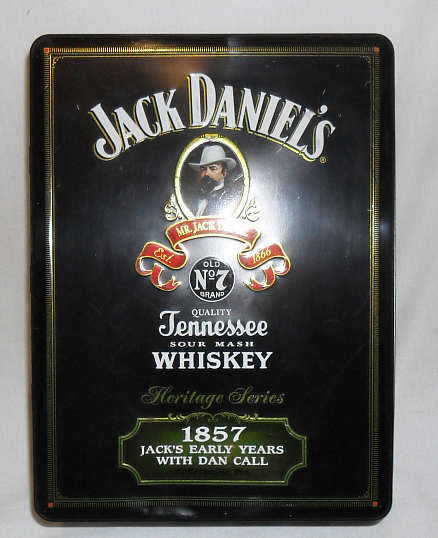 JACK DANIEL'S
®
MR. JACK
Est. 1866
OLD
No7
BRAND
QUALITY
Tennessee
SOUR MASH
WHISKEY
Heritage Series
1857
JACK'S EARLY YEARS
WITH DAN CALL